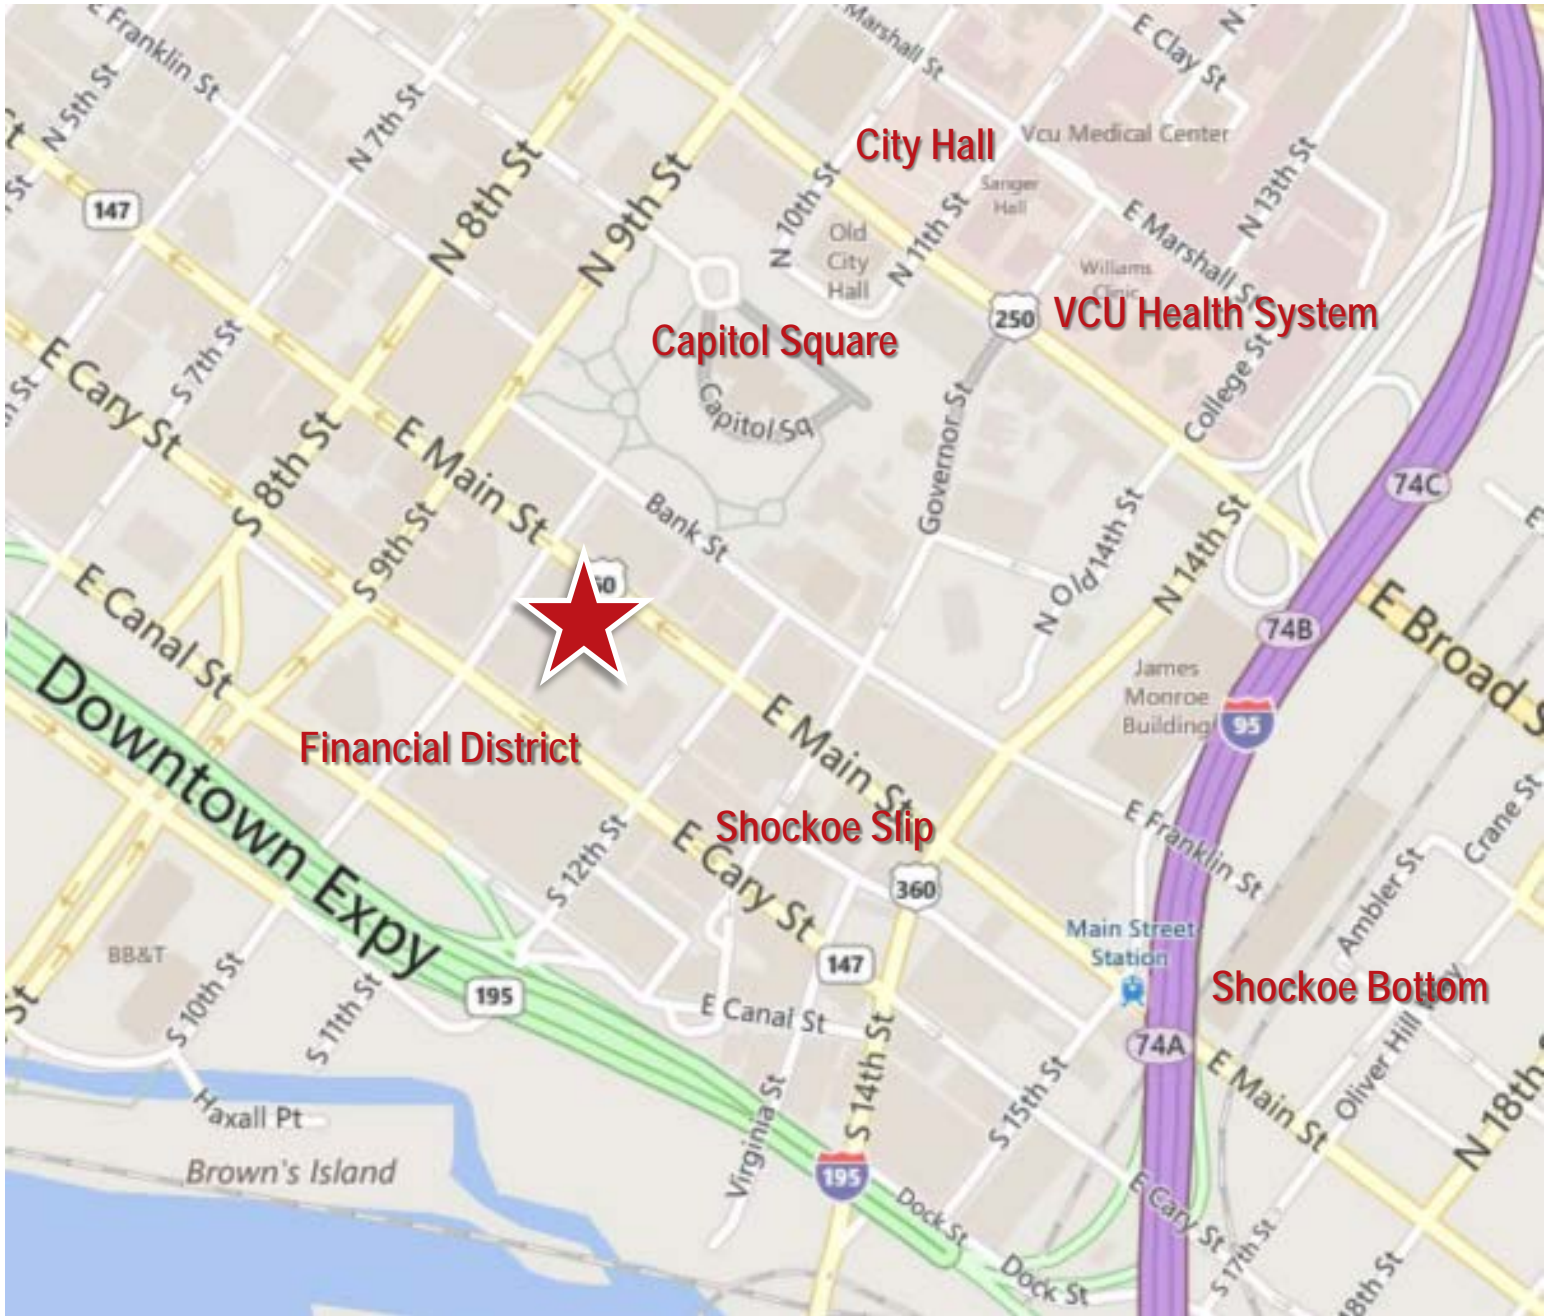 E Franklin St
Marshall St
E Clay St
N 5th St
N 7th St
N 8th St
N 9th St
City Hall
Vcu Medical Center
N 13th St
Sanger
Hall
147
N 10th St
N 11th St
Old
City
Hall
E Marshall St
Williams
Clinic
250
VCU Health System
Capitol Square
Capitol Sq
S 7th St
E Cary St
College St
Governor St
S 8th St
E Main St
74C
Bank St
S 9th St
N Old 14th St
N 14th St
E Canal St
74B
E Broad S
James
Monroe
Building
95
Downtown Expy
Financial District
E Main St
Shockoe Slip
E Franklin St
Crane St
S 12th St
E Cary St
360
Ambler St
Main Street
Station
BB&T
147
195
Shockoe Bottom
S 10th St
S 11th St
E Canal St
74A
Oliver Hill Way
E Main St
S 14th St
S 15th St
N 18th
Haxall Pt
Brown's Island
Virginia St
195
E Cary St
Dock St
Dock St
S 17th St
18th St